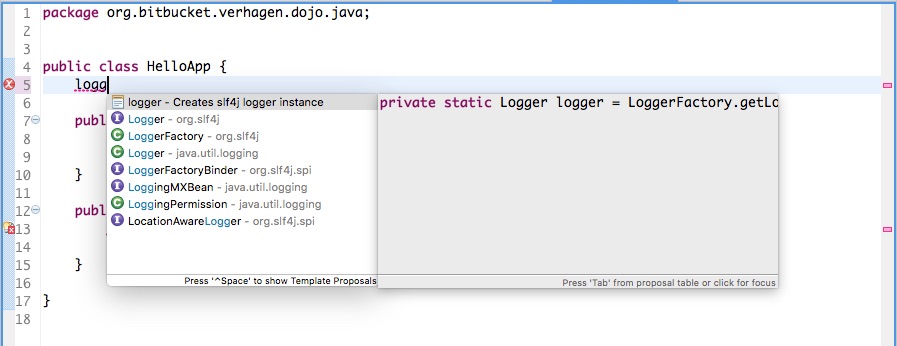 1 package org.bitbucket.verhagen.dojo.java;
2
3
4 public class HelloApp {
5 logg
6 logger - Creates slf4j logger instance private static Logger logger = LoggerFactory.getLo
7 publ Logger - org.slf4j
8 LoggerFactory - org.slf4j
9 Logger - java.util.logging
10 } LoggerFactoryBinder - org.slf4j.spi
11 LoggingMXBean - java.util.logging
12 publ LoggingPermission - java.util.logging
13 LocationAwareLogger - org.slf4j.spi
14
15 }
16 Press '^Space' to show Template Proposals Press 'Tab' from proposal table or click for focus
17 }
18